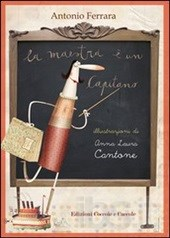 Antonio Ferrara
la maestra è un
Capitano
illustrazioni di
Anna Laura
Cantone
Edizioni Coccole e Caccole